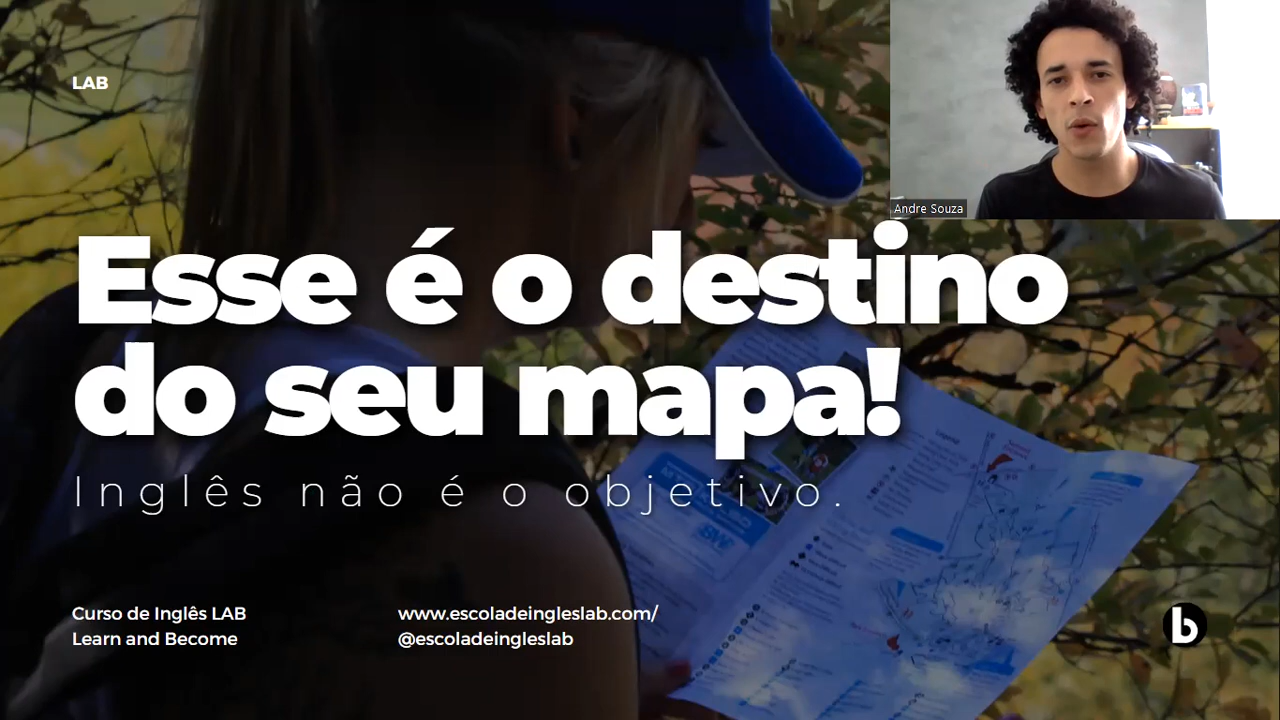 LAB
Andre Souza
Esse é o destino
do seu mapa!
Inglês não é o objetivo.
Curso de Inglês LAB
Learn and Become
www.escoladeingleslab.com/
@escoladeingleslab
b